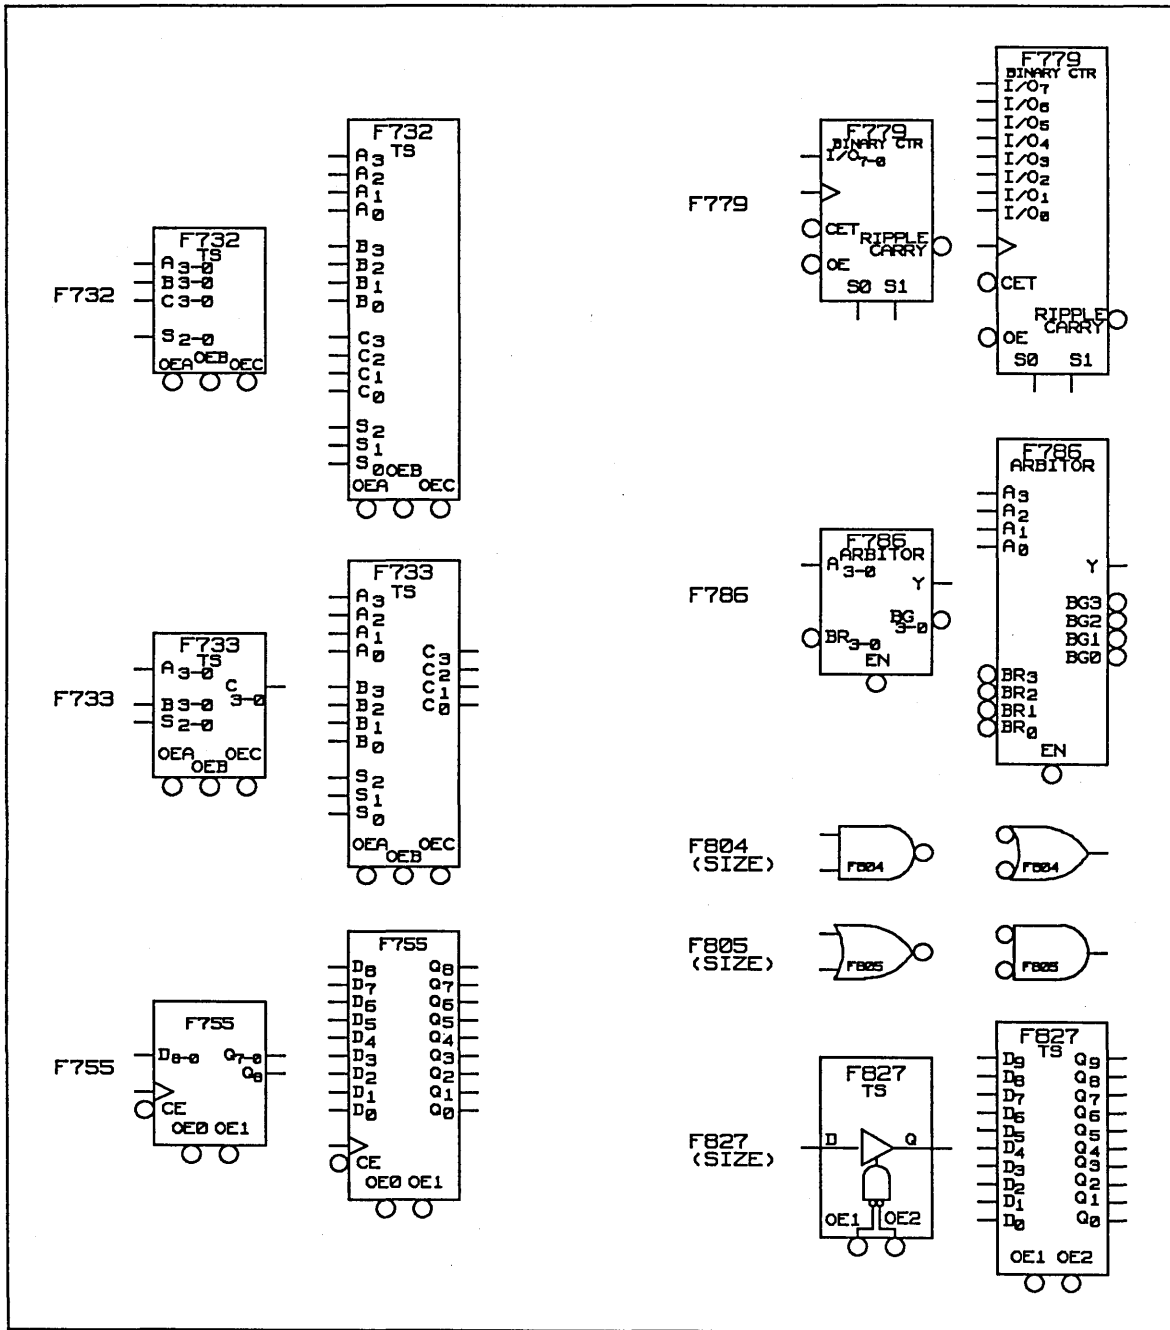 F732
F732
TS
A3-0
B3-0
C3-0
S2-0
OEA OEB OEC
F732
TS
A3
A2
A1
A0
B3
B2
B1
B0
C3
C2
C1
C0
S2
S1
S0
OEA OEB OEC
F733
F733
TS
A3-0
B3-0
S2-0
C3-0
OEA OEB OEC
F733
TS
A3
A2
A1
A0
B3
B2
B1
B0
S2
S1
S0
C3
C2
C1
C0
OEA OEB OEC
F755
F755
D8-0 Q7-0
Q8
CE
OE0 OE1
F755
D8 Q8
D7 Q7
D6 Q6
D5 Q5
D4 Q4
D3 Q3
D2 Q2
D1 Q1
D0 Q0
CE
OE0 OE1
F779
F779
BINARY CTR
I/O7-0
CET
OE
RIPPLE
CARRY
S0 S1
F779
BINARY CTR
I/O7
I/O6
I/O5
I/O4
I/O3
I/O2
I/O1
I/O0
CET
RIPPLE
CARRY
OE
S0 S1
F786
F786
ARBITOR
A3-0
Y
BG3-0
BR3-0
EN
F786
ARBITOR
A3
A2
A1
A0
Y
BG3
BG2
BG1
BG0
BR3
BR2
BR1
BR0
EN
F804
(SIZE)
F804
F804
F805
(SIZE)
F805
F805
F827
(SIZE)
F827
TS
D Q
OE1 OE2
F827
TS
D9 Q9
D8 Q8
D7 Q7
D6 Q6
D5 Q5
D4 Q4
D3 Q3
D2 Q2
D1 Q1
D0 Q0
OE1 OE2